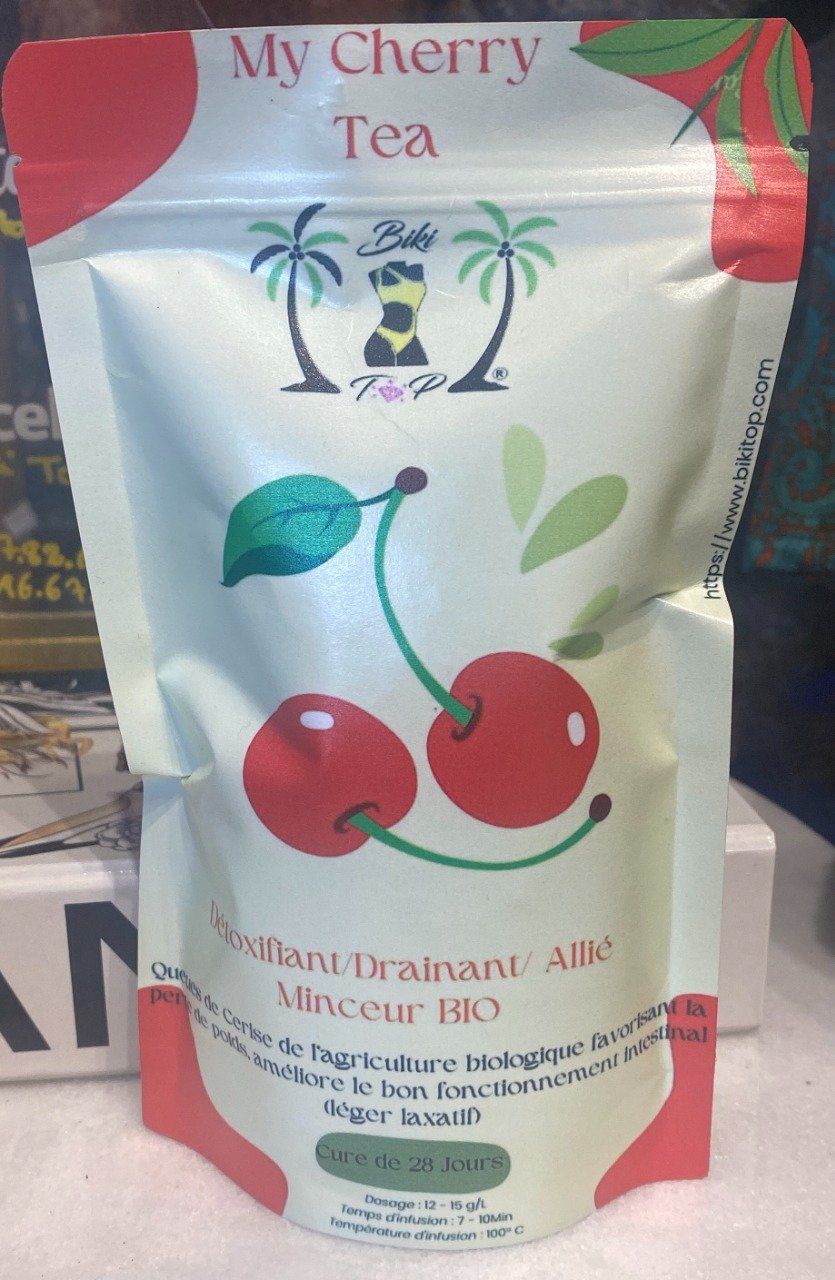 My Cherry
Tea
Biki
T P
®
https://www.bikitop.com
Détoxifiant/Drainant/ Allié
Minceur BIO
Queues de Cerise de l'agriculture biologique favorisant la
perte de poids, améliore le bon fonctionnement intestinal
(léger laxatif)
Cure de 28 Jours
Dosage : 12 - 15 g/L
Temps d'infusion : 7 - 10Min
Température d'infusion : 100° C